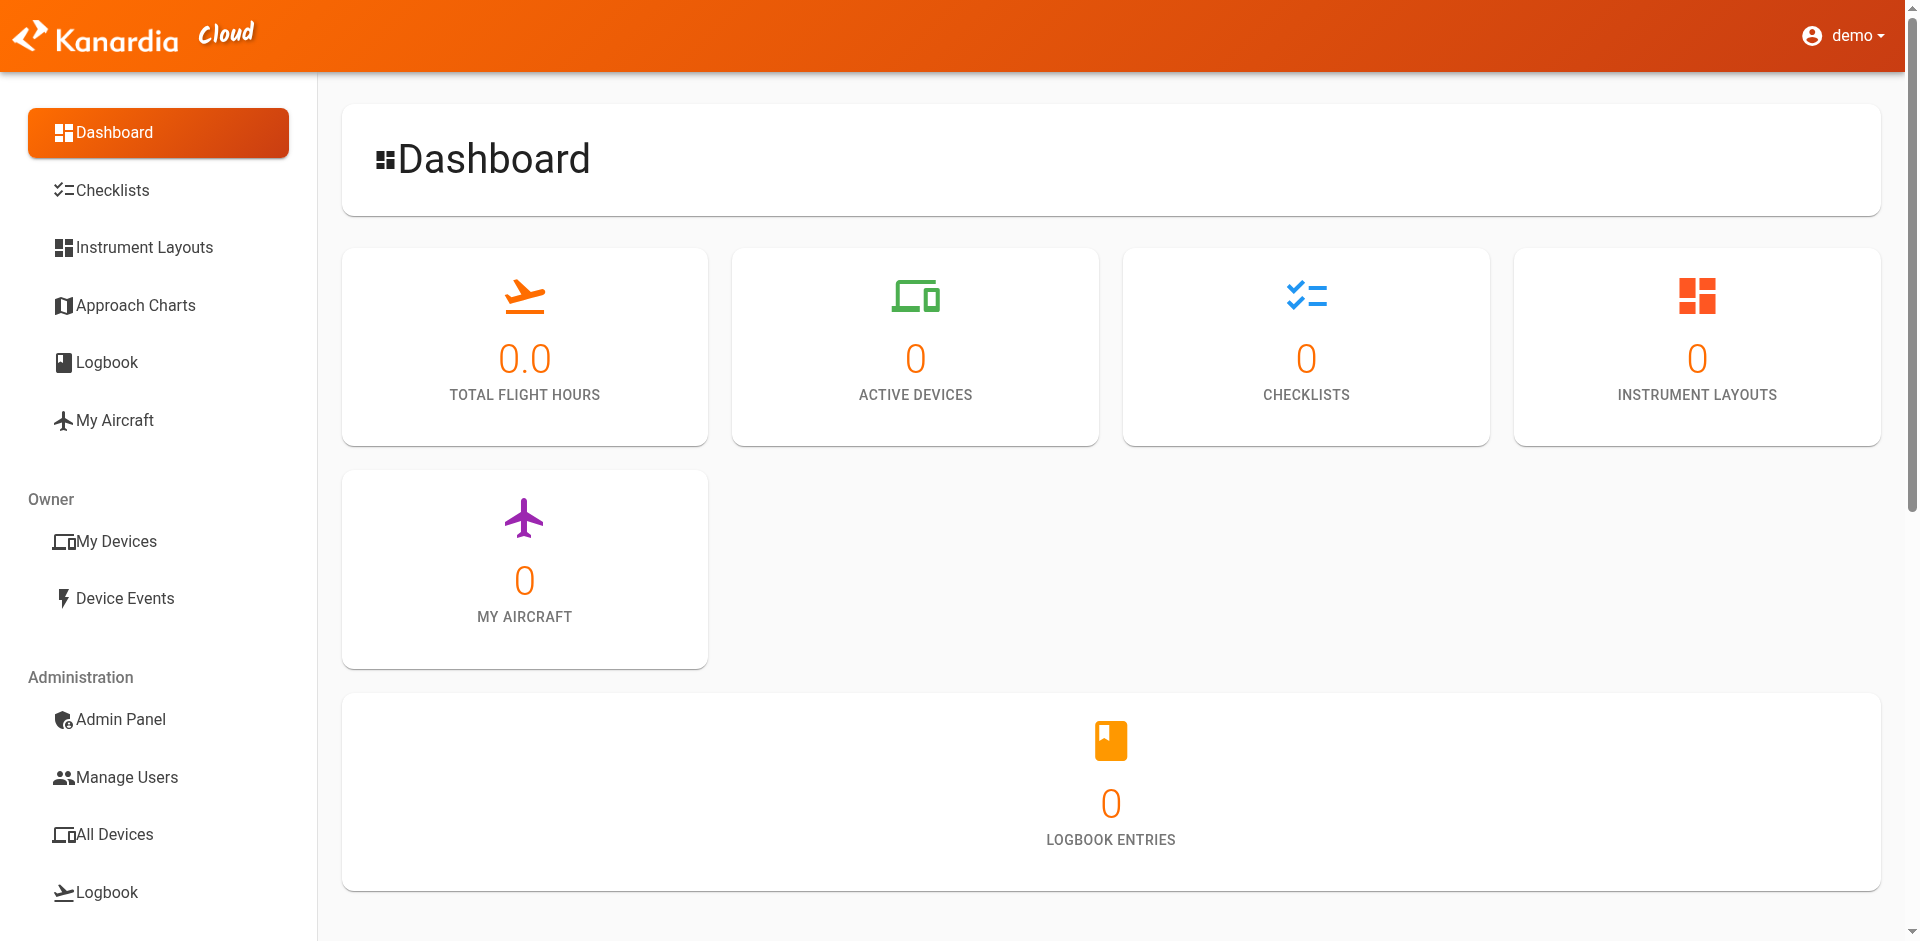 Kanardia Cloud
demo
Dashboard
Checklists
Instrument Layouts
Approach Charts
Logbook
My Aircraft
Owner
My Devices
Device Events
Administration
Admin Panel
Manage Users
All Devices
Logbook
Dashboard
0.0
TOTAL FLIGHT HOURS
0
ACTIVE DEVICES
0
CHECKLISTS
0
INSTRUMENT LAYOUTS
0
MY AIRCRAFT
0
LOGBOOK ENTRIES